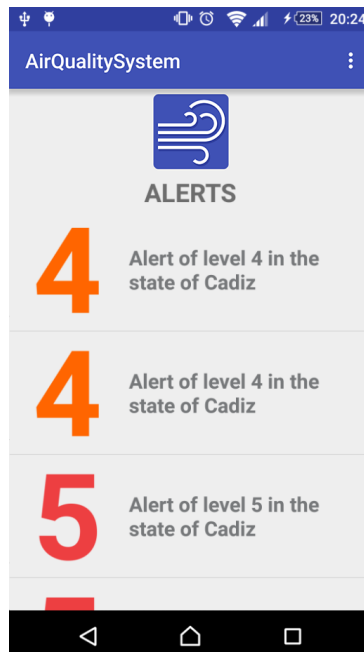 23% 20:24
AirQualitySystem
ALERTS
4
Alert of level 4 in the
state of Cadiz
4
Alert of level 4 in the
state of Cadiz
5
Alert of level 5 in the
state of Cadiz